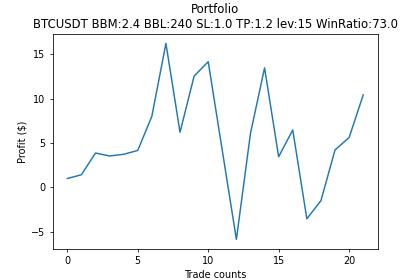 Portfolio
BTCUSDT BBM:2.4 BBL:240 SL:1.0 TP:1.2 lev:15 WinRatio:73.0
15
10
5
0
−5
Profit ($)
0 5 10 15 20
Trade counts